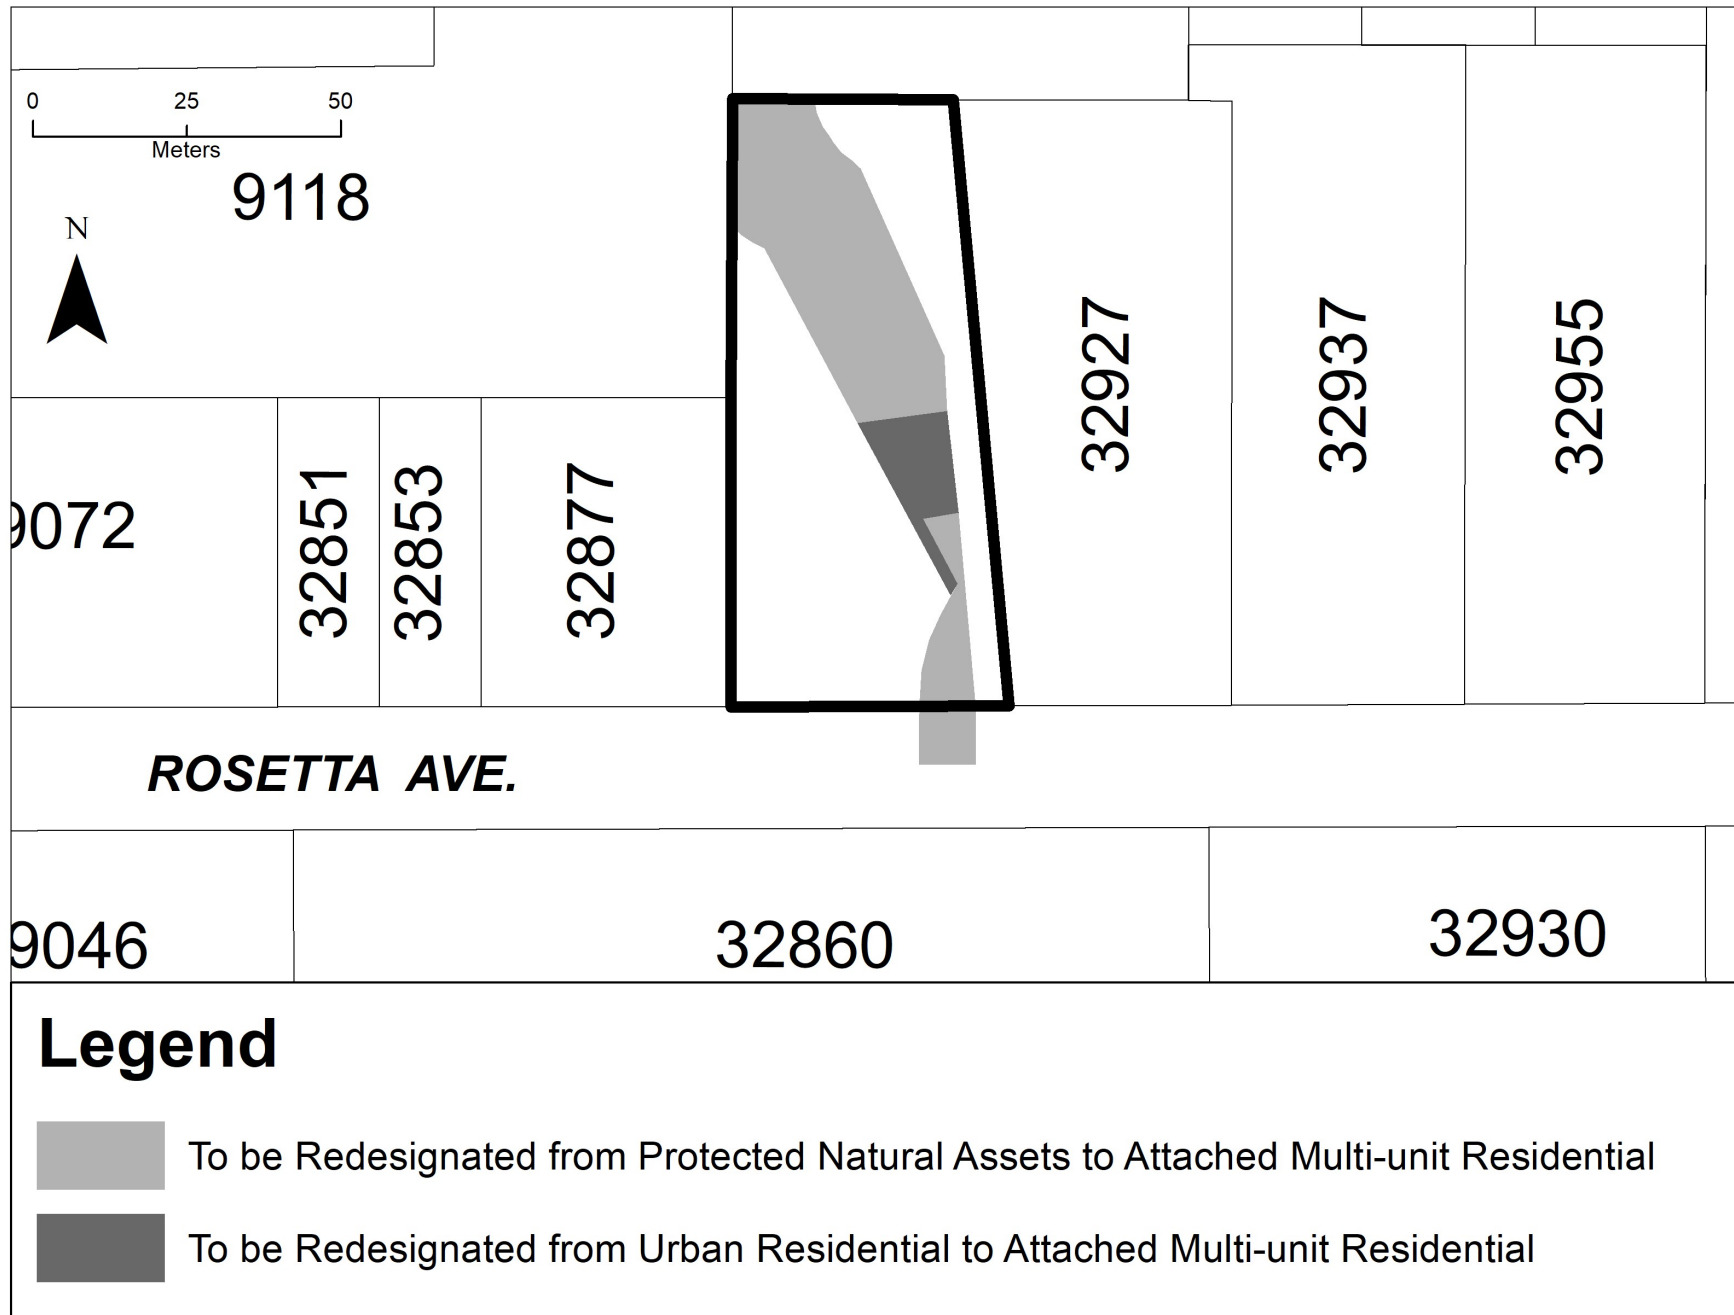 0 25 50
Meters
9118
N
32927
32937
32955
9072
32851
32853
32877
ROSETTA AVE.
9046
32860
32930
Legend
To be Redesignated from Protected Natural Assets to Attached Multi-unit Residential
To be Redesignated from Urban Residential to Attached Multi-unit Residential